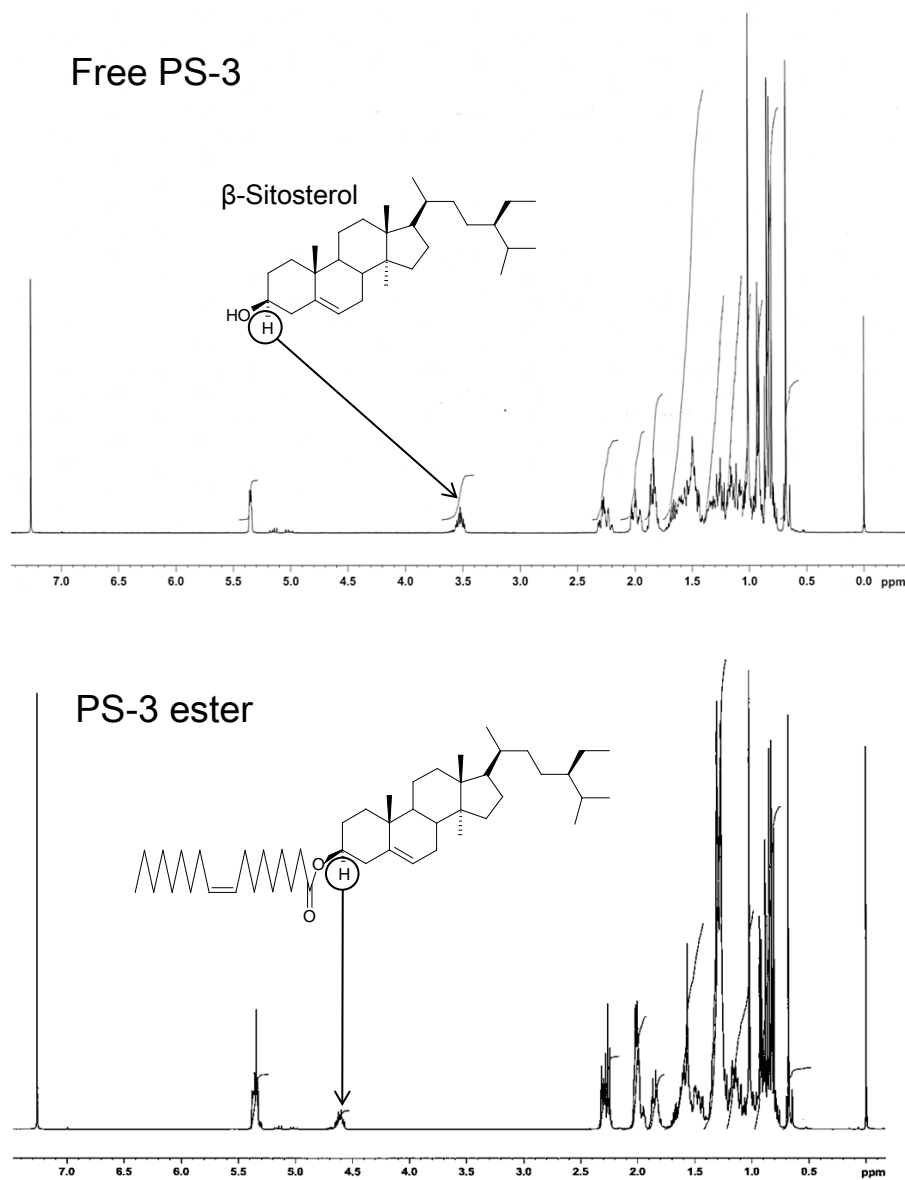 Free PS-3
β-Sitosterol
HO
H
7.0 6.5 6.0 5.5 5.0 4.5 4.0 3.5 3.0 2.5 2.0 1.5 1.0 0.5 0.0 ppm
PS-3 ester
O
H
O
7.0 6.5 6.0 5.5 5.0 4.5 4.0 3.5 3.0 2.5 2.0 1.5 1.0 0.5 ppm